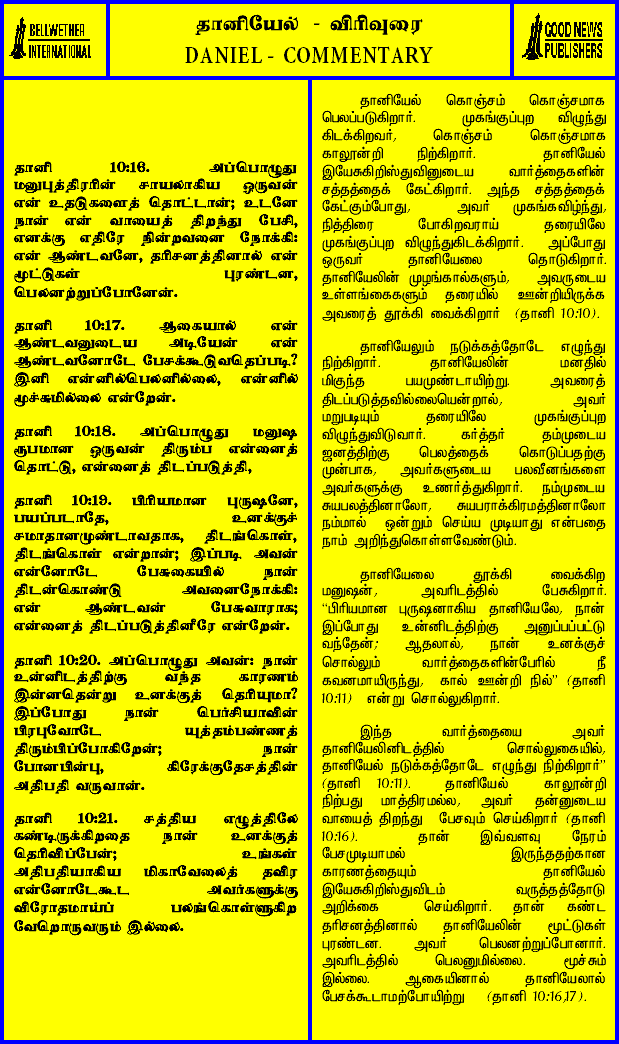 BELLWETHER
INTERNATIONAL
தானியேல் - விரிவுரை
DANIEL - COMMENTARY
GOOD NEWS
PUBLISHERS
தானி 10:16. அப்பொழுது
மனுபுத்திரரின் சாயலாகிய ஒருவன்
என் உதடுகளைத் தொட்டான்; உடனே
நான் என் வாயைத் திறந்து பேசி,
எனக்கு எதிரே நின்றவனை நோக்கி:
என் ஆண்டவனே, தரிசனத்தினால் என்
மூட்டுகள் புரண்டன,
பெலனற்றுப்போனேன்.
தானி 10:17. ஆகையால் என்
ஆண்டவனுடைய அடியேன் என்
ஆண்டவனோடே பேசக்கூடுவதெப்படி?
இனி என்னில்பெலனில்லை, என்னில்
மூச்சுமில்லை என்றேன்.
தானி 10:18. அப்பொழுது மனுஷ
ரூபமான ஒருவன் திரும்ப என்னைத்
தொட்டு, என்னைத் திடப்படுத்தி,
தானி 10:19. பிரியமான புருஷனே,
பயப்படாதே, உனக்குச்
சமாதானமுண்டாவதாக, திடங்கொள்,
திடங்கொள் என்றான்; இப்படி அவன்
என்னோடே பேசுகையில் நான்
திடன்கொண்டு அவனைநோக்கி:
என் ஆண்டவன் பேசுவாராக;
என்னைத் திடப்படுத்தினீரே என்றேன்.
தானி 10:20. அப்பொழுது அவன்: நான்
உன்னிடத்திற்கு வந்த காரணம்
இன்னதென்று உனக்குத் தெரியுமா?
இப்போது நான் பெர்சியாவின்
பிரபுவோடே யுத்தம்பண்ணத்
திரும்பிப்போகிறேன்; நான்
போனபின்பு, கிரேக்குதேசத்தின்
அதிபதி வருவான்.
தானி 10:21. சத்திய எழுத்திலே
கண்டிருக்கிறதை நான் உனக்குத்
தெரிவிப்பேன்; உங்கள்
அதிபதியாகிய மிகாவேலைத் தவிர
என்னோடேகூட அவர்களுக்கு
விரோதமாய்ப் பலங்கொள்ளுகிற
வேறொருவரும் இல்லை.
தானியேல் கொஞ்சம் கொஞ்சமாக
பெலப்படுகிறார். முகங்குப்புற விழுந்து
கிடக்கிறவர், கொஞ்சம் கொஞ்சமாக
காலூன்றி நிற்கிறார். தானியேல்
இயேசுகிறிஸ்துவினுடைய வார்த்தைகளின்
சத்தத்தைக் கேட்கிறார். அந்த சத்தத்தைக்
கேட்கும்போது, அவர் முகங்கவிழ்ந்து,
நித்திரை போகிறவராய் தரையிலே
முகங்குப்புற விழுந்துகிடக்கிறார். அப்போது
ஒருவர் தானியேலை தொடுகிறார்.
தானியேலின் முழங்கால்களும், அவருடைய
உள்ளங்கைகளும் தரையில் ஊன்றியிருக்க
அவரைத் தூக்கி வைக்கிறார் (தானி 10:10).
தானியேலும் நடுக்கத்தோடே எழுந்து
நிற்கிறார். தானியேலின் மனதில்
மிகுந்த பயமுண்டாயிற்று. அவரைத்
திடப்படுத்தவில்லையென்றால், அவர்
மறுபடியும் தரையிலே முகங்குப்புற
விழுந்துவிடுவார். கர்த்தர் தம்முடைய
ஜனத்திற்கு பெலத்தைக் கொடுப்பதற்கு
முன்பாக, அவர்களுடைய பலவீனங்களை
அவர்களுக்கு உணர்த்துகிறார். நம்முடைய
சுயபலத்தினாலோ, சுயபராக்கிரமத்தினாலோ
நம்மால் ஒன்றும் செய்ய முடியாது என்பதை
நாம் அறிந்துகொள்ளவேண்டும்.
தானியேலை தூக்கி வைக்கிற
மனுஷன், அவரிடத்தில் பேசுகிறார்.
“பிரியமான புருஷனாகிய தானியேலே, நான்
இப்போது உன்னிடத்திற்கு அனுப்பப்பட்டு
வந்தேன்; ஆதலால், நான் உனக்குச்
சொல்லும் வார்த்தைகளின்பேரில் நீ
கவனமாயிருந்து, கால் ஊன்றி நில்” (தானி
10:11) என்று சொல்லுகிறார்.
இந்த வார்த்தையை அவர்
தானியேலினிடத்தில் சொல்லுகையில்,
தானியேல் நடுக்கத்தோடே எழுந்து நிற்கிறார்”
(தானி 10:11). தானியேல் காலூன்றி
நிற்பது மாத்திரமல்ல, அவர் தன்னுடைய
வாயைத் திறந்து பேசவும் செய்கிறார் (தானி
10:16). தான் இவ்வளவு நேரம்
பேசமுடியாமல் இருந்ததற்கான
காரணத்தையும் தானியேல்
இயேசுகிறிஸ்துவிடம் வருத்தத்தோடு
அறிக்கை செய்கிறார். தான் கண்ட
தரிசனத்தினால் தானியேலின் மூட்டுகள்
புரண்டன. அவர் பெலனற்றுப்போனார்.
அவரிடத்தில் பெலனுமில்லை. மூச்சும்
இல்லை. ஆகையினால் தானியேலால்
பேசக்கூடாமற்போயிற்று (தானி 10:16,17).